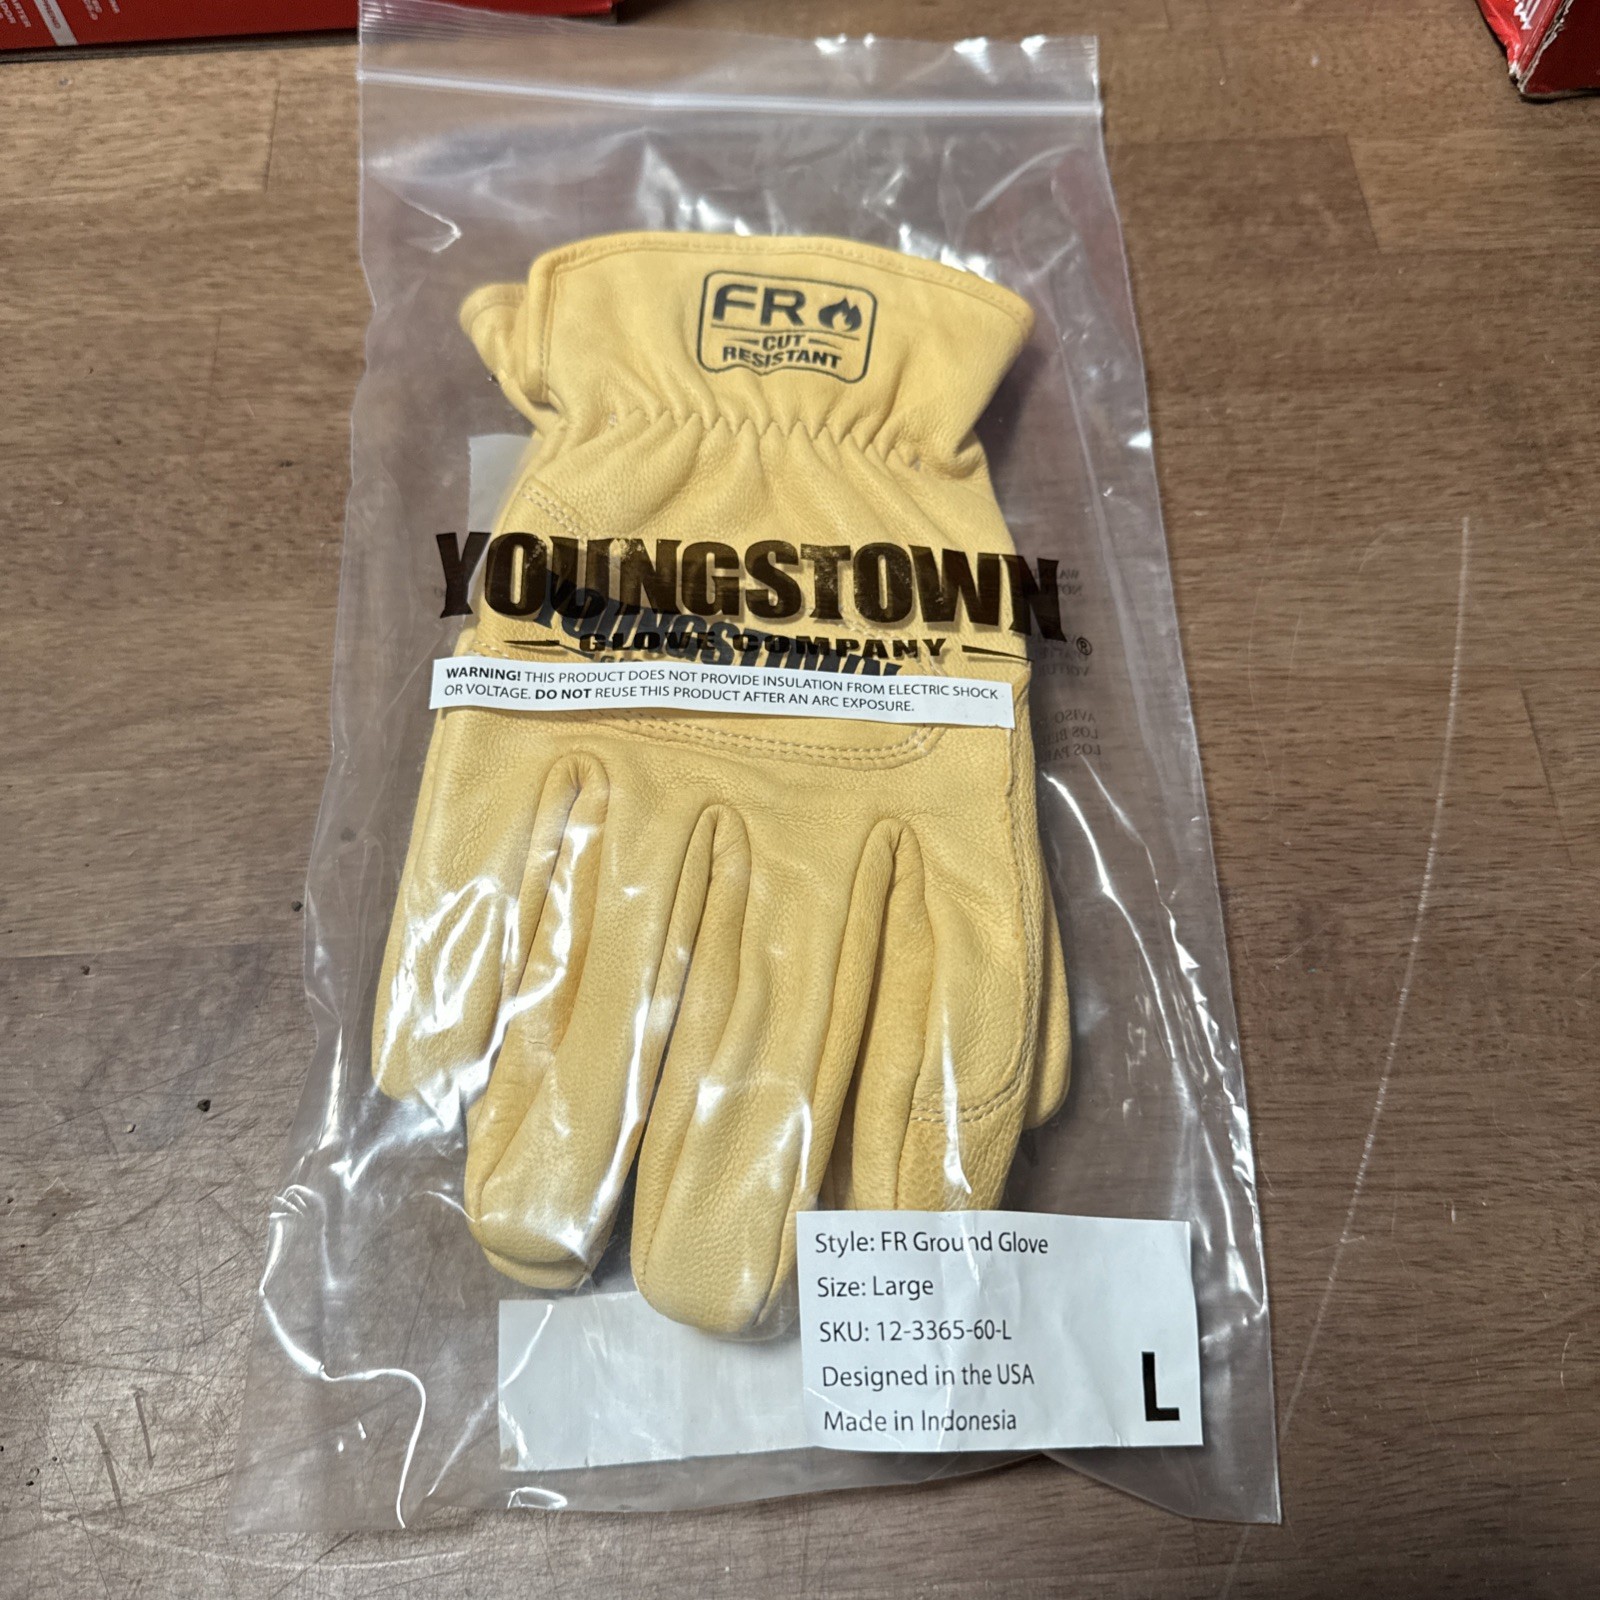 FR
CUT
RESISTANT
YOUNGSTOWN
GLOVE COMPANY®
YOUNGSTOWN
WARNING! THIS PRODUCT DOES NOT PROVIDE INSULATION FROM ELECTRIC SHOCK
OR VOLTAGE. DO NOT REUSE THIS PRODUCT AFTER AN ARC EXPOSURE.
Style: FR Ground Glove
Size: Large
SKU: 12-3365-60-L
Designed in the USA
Made in Indonesia
L